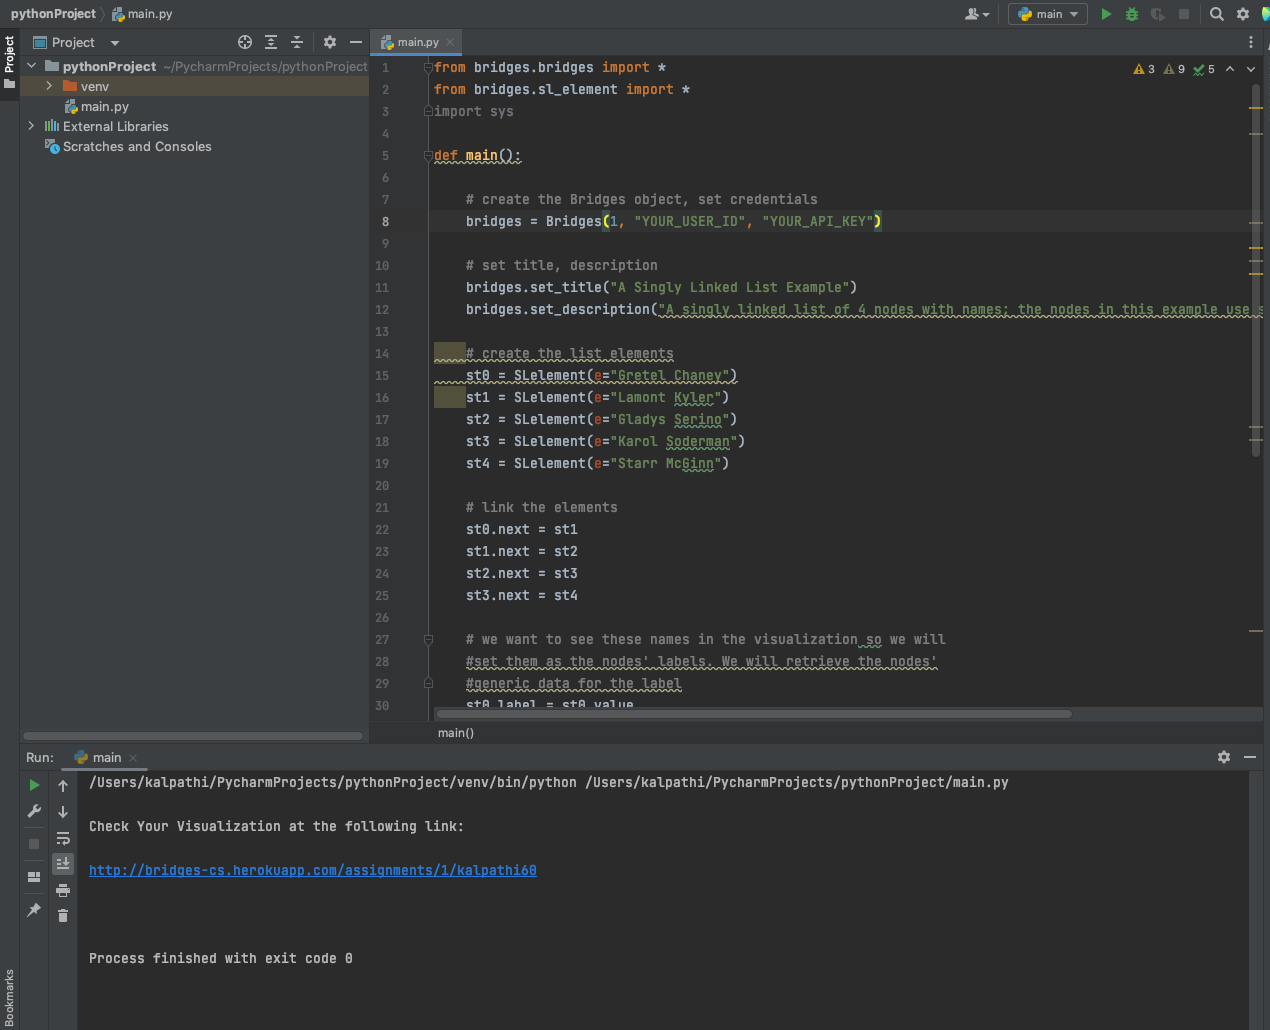 pythonProject main.py
main
Project
Project
main.py
pythonProject ~/PycharmProjects/pythonProject
venv
main.py
External Libraries
Scratches and Consoles
3 9 5
1 from bridges.bridges import *
2 from bridges.sl_element import *
3 import sys
4
5 def main():
6
7 # create the Bridges object, set credentials
8 bridges = Bridges(1, "YOUR_USER_ID", "YOUR_API_KEY")
9
10 # set title, description
11 bridges.set_title("A Singly Linked List Example")
12 bridges.set_description("A singly linked list of 4 nodes with names; the nodes in this example use s
13
14 # create the list elements
15 st0 = SLelement(e="Gretel Chaney")
16 st1 = SLelement(e="Lamont Kyler")
17 st2 = SLelement(e="Gladys Serino")
18 st3 = SLelement(e="Karol Soderman")
19 st4 = SLelement(e="Starr McGinn")
20
21 # link the elements
22 st0.next = st1
23 st1.next = st2
24 st2.next = st3
25 st3.next = st4
26
27 # we want to see these names in the visualization so we will
28 #set them as the nodes' labels. We will retrieve the nodes'
29 #generic data for the label
30 st0.label = st0.value
main()
Run: main
/Users/kalpathi/PycharmProjects/pythonProject/venv/bin/python /Users/kalpathi/PycharmProjects/pythonProject/main.py
Check Your Visualization at the following link:
http://bridges-cs.herokuapp.com/assignments/1/kalpathi60
Process finished with exit code 0
Bookmarks